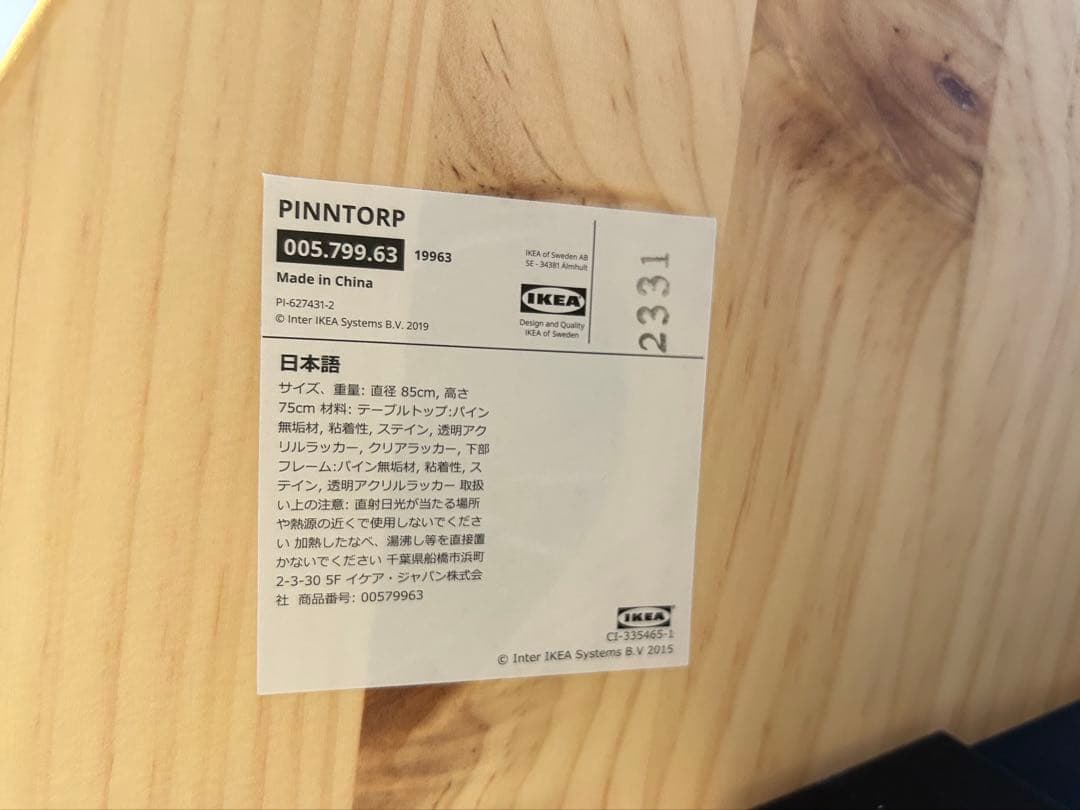 PINNTORP
005.799.63 19963
Made in China
PI-627431-2
© Inter IKEA Systems B.V. 2019
IKEA of Sweden AB
SE - 34381 Älmhult
IKEA
Design and Quality
IKEA of Sweden
2331
日本語
サイズ、重量: 直径 85cm, 高さ
75cm 材料: テーブルトップ:パイン
無垢材, 粘着性, ステイン, 透明アク
リルラッカー, クリアラッカー, 下部
フレーム:パイン無垢材, 粘着性, ス
テイン, 透明アクリルラッカー 取扱
い上の注意: 直射日光が当たる場所
や熱源の近くで使用しないでくださ
い 加熱したなべ、湯沸し等を直接置
かないでください 千葉県船橋市浜町
2-3-30 5F イケア・ジャパン株式会
社 商品番号: 00579963
IKEA
CI-335465-1
© Inter IKEA Systems B.V 2015